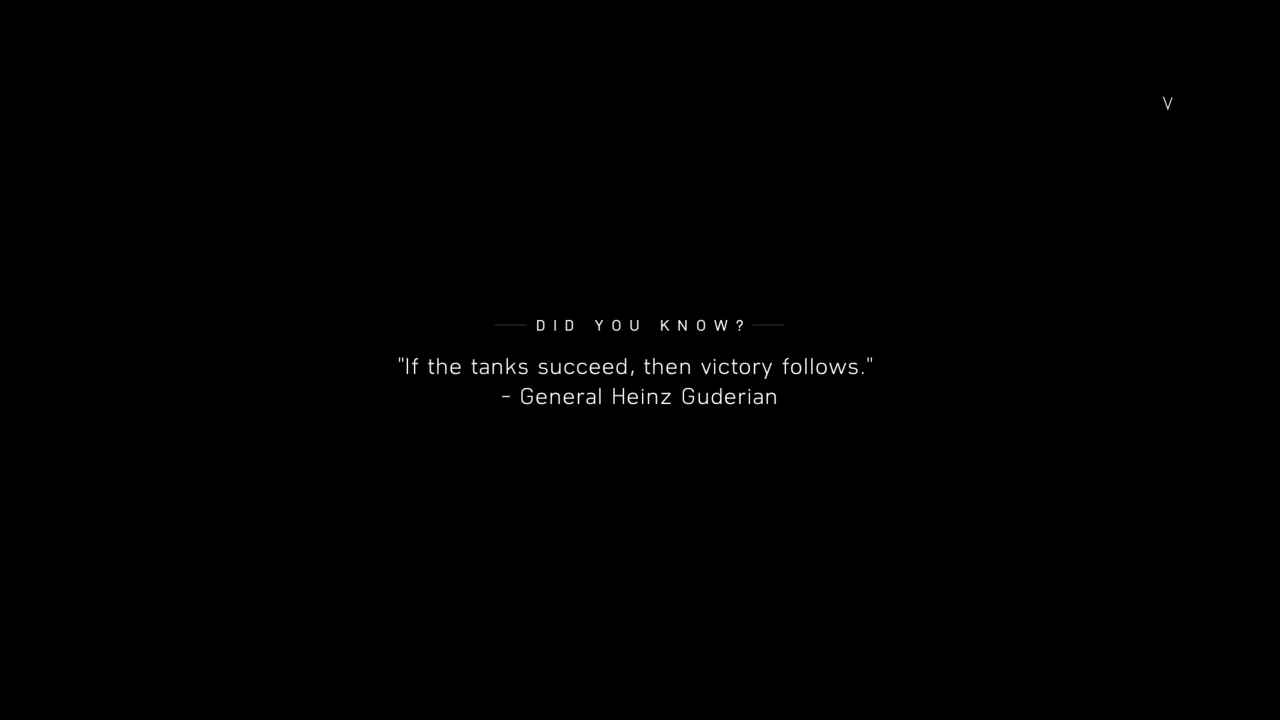 V
DID YOU KNOW?
"If the tanks succeed, then victory follows."
- General Heinz Guderian